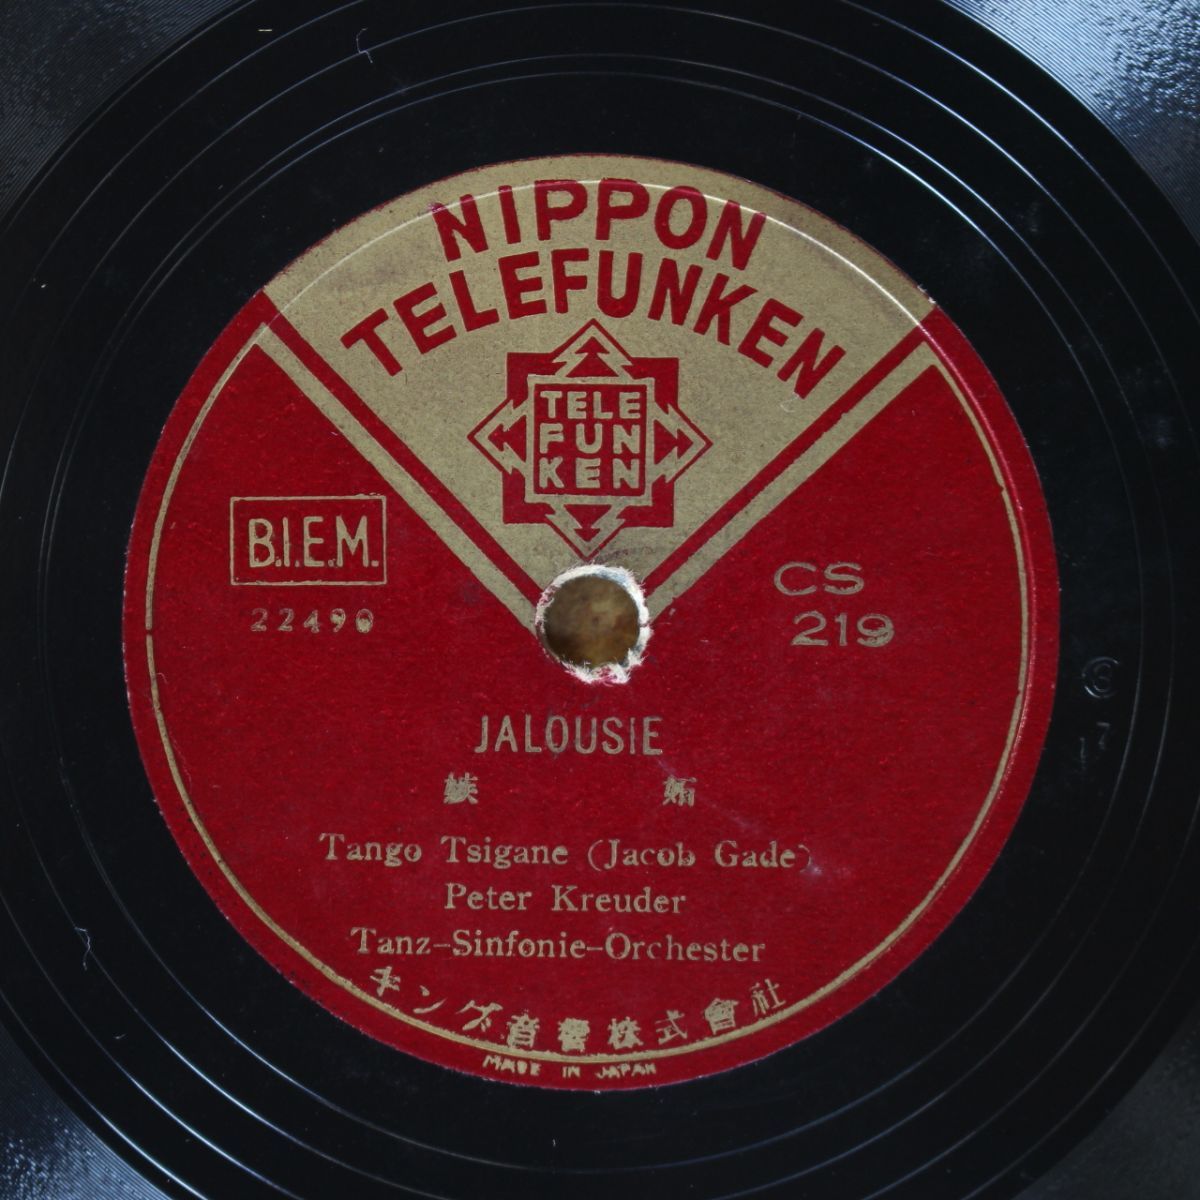 NIPPON
TELEFUNKEN
TELE
FUN
KEN
B.I.E.M.
22490
CS
219
JALOUSIE
嫉妬
Tango Tsigane (Jacob Gade)
Peter Kreuder
Tanz-Sinfonie-Orchester
キング音響株式會社
MADE IN JAPAN
17